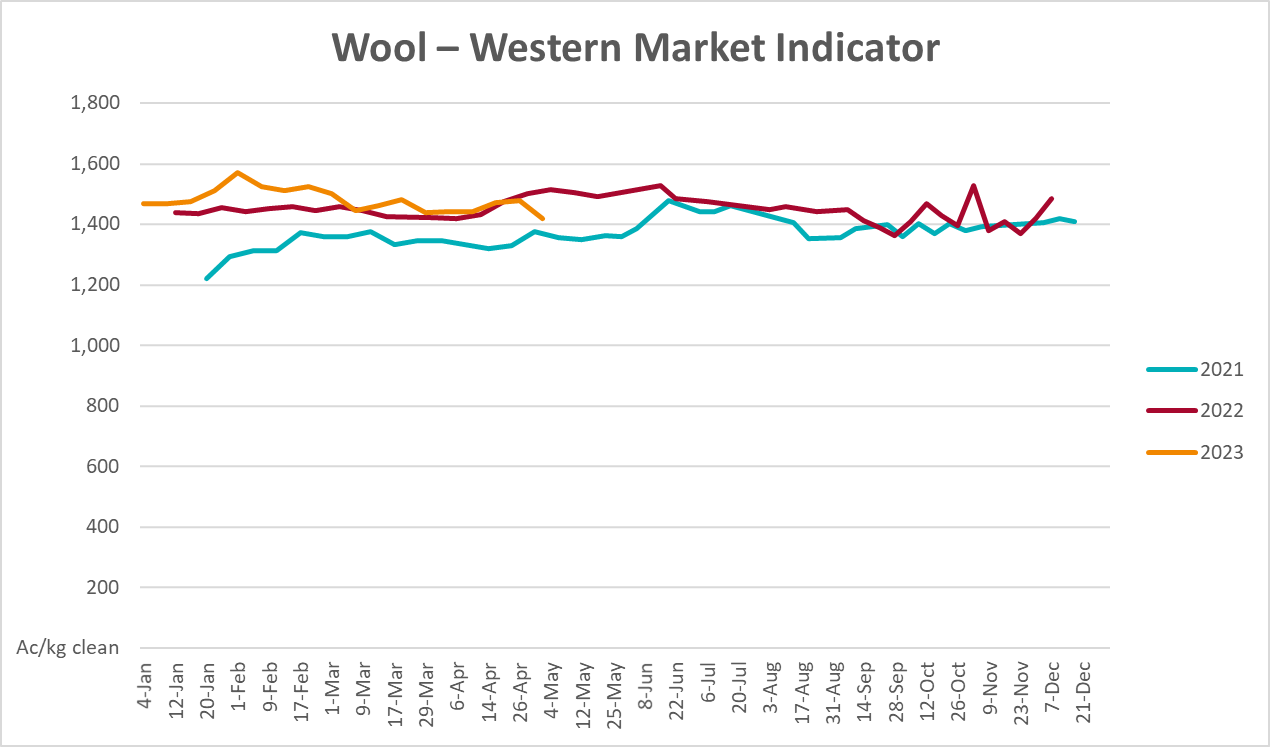 Wool – Western Market Indicator
1,800
1,600
1,400
1,200
1,000
800
600
400
200
Ac/kg clean
4-Jan
12-Jan
20-Jan
1-Feb
9-Feb
17-Feb
1-Mar
9-Mar
17-Mar
29-Mar
6-Apr
14-Apr
26-Apr
4-May
12-May
25-May
8-Jun
22-Jun
6-Jul
20-Jul
3-Aug
17-Aug
31-Aug
14-Sep
28-Sep
12-Oct
26-Oct
9-Nov
23-Nov
7-Dec
21-Dec
2021
2022
2023